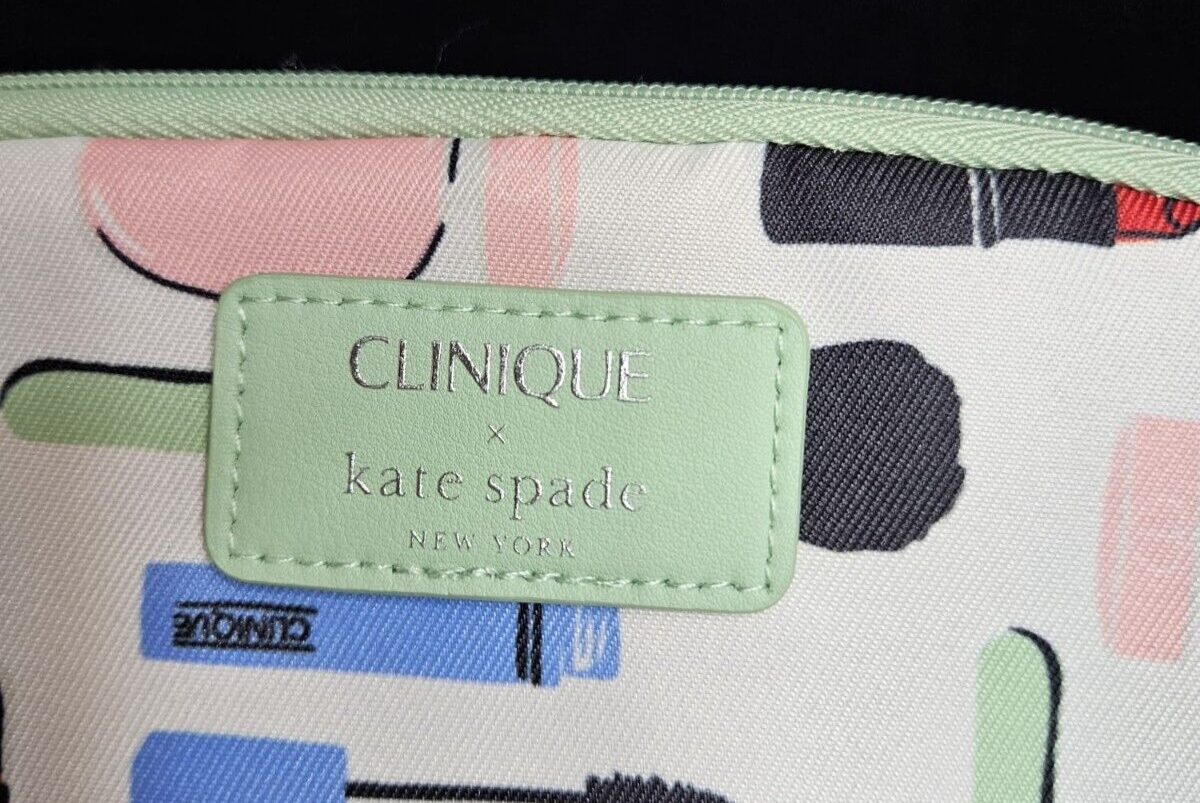 CLINIQUE
×
kate spade
NEW YORK
CLINIQUE